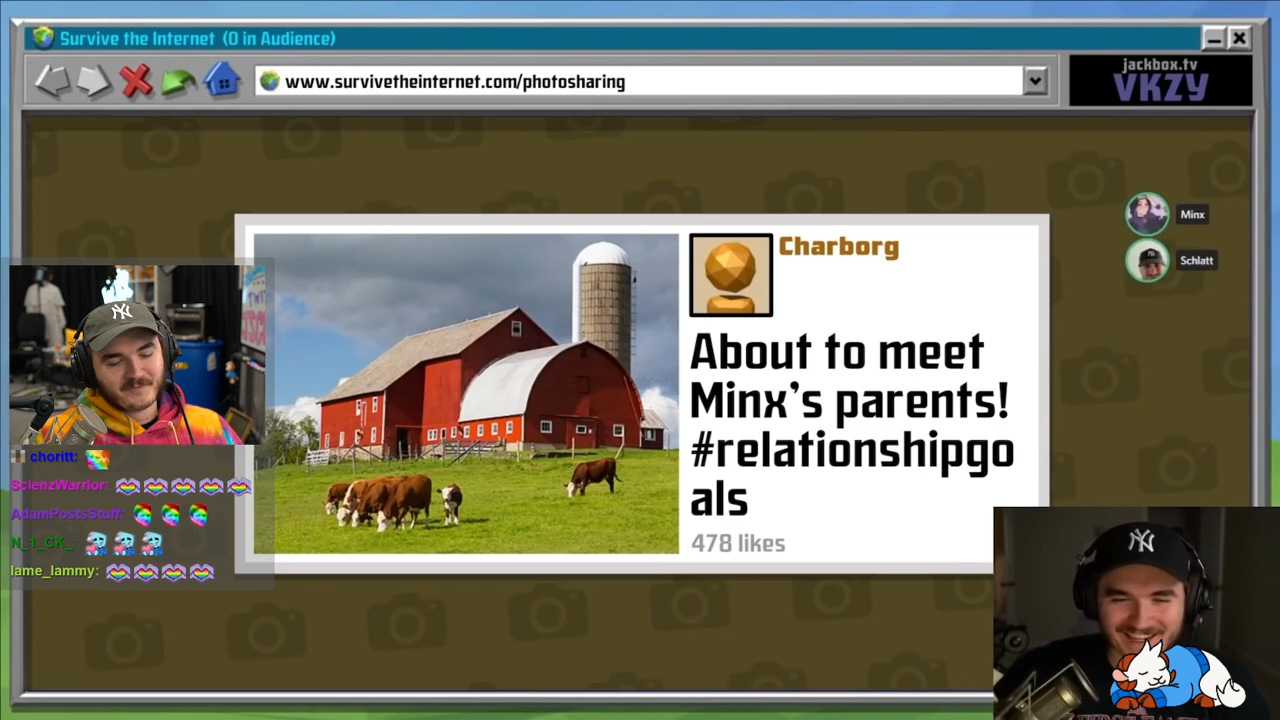 Survive the Internet (0 in Audience)
www.survivetheinternet.com/photosharing
jackbox.tv
VKZY
Minx
Schlatt
Charborg
About to meet
Minx's parents!
#relationshipgo
als
478 likes
choritt:
ScienzWarrior:
AdamPostsStuff:
N_1_CK_:
lame_lammy: